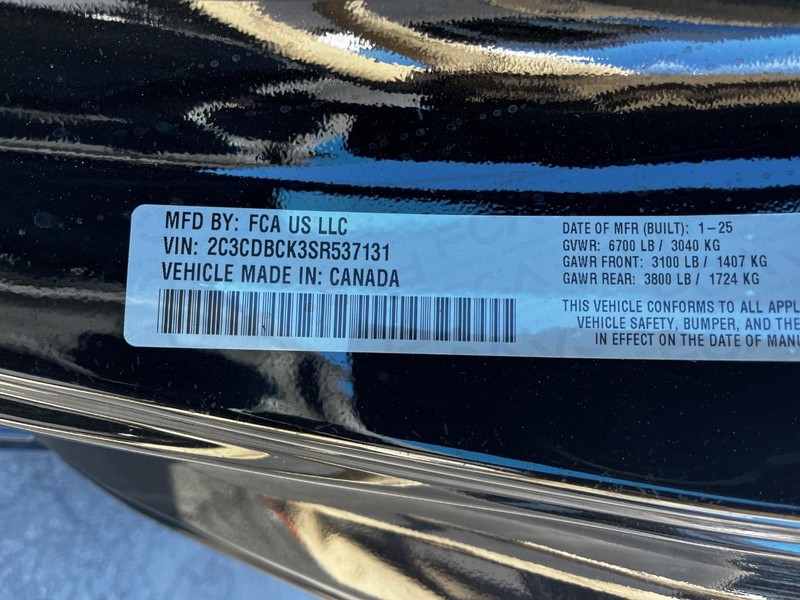 MFD BY: FCA US LLC
VIN: 2C3CDBCK3SR537131
VEHICLE MADE IN: CANADA
DATE OF MFR (BUILT): 1-25
GVWR: 6700 LB / 3040 KG
GAWR FRONT: 3100 LB / 1407 KG
GAWR REAR: 3800 LB / 1724 KG
THIS VEHICLE CONFORMS TO ALL APPL
VEHICLE SAFETY, BUMPER, AND THE
IN EFFECT ON THE DATE OF MANU